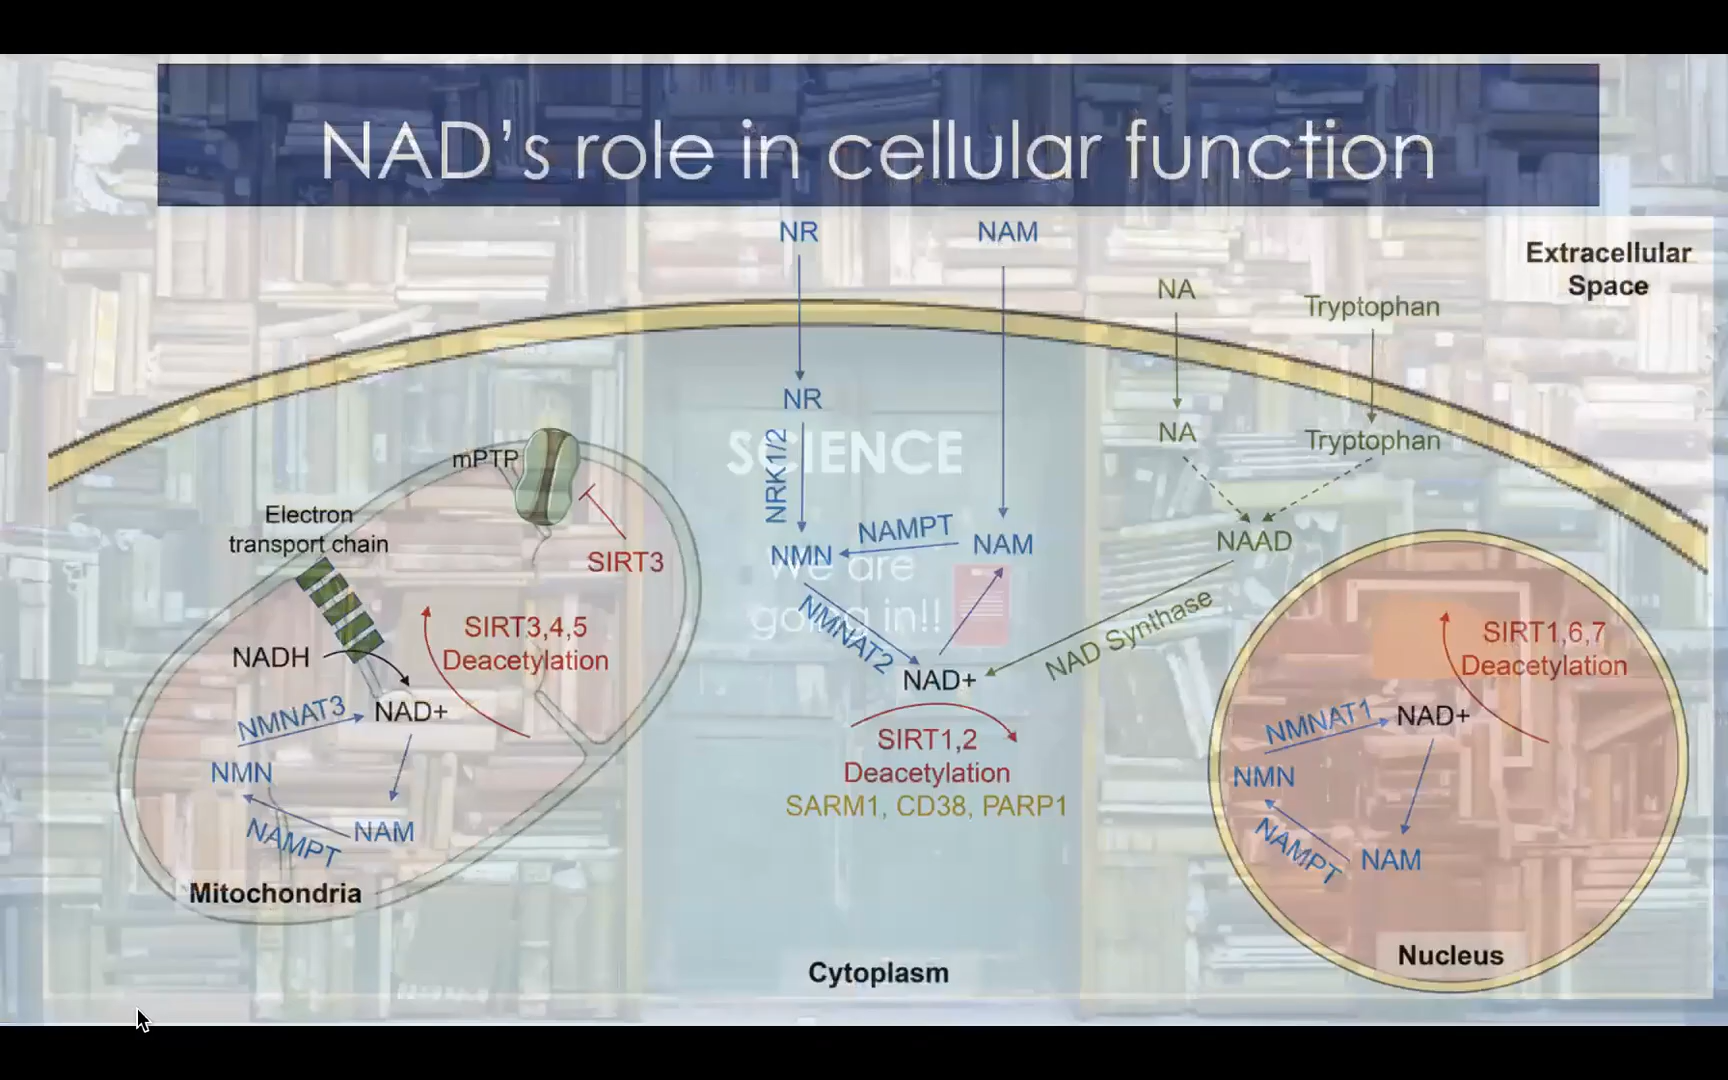 NAD's role in cellular function
NR
NAM
Extracellular
Space
NA
Tryptophan
NR
NRK1/2
SCIENCE
NA
Tryptophan
mPTP
Electron
transport chain
SIRT3
NMN
NAMPT
NAM
NAAD
We are
going in!!
NMNAT2
NAD Synthase
NAD+
SIRT3,4,5
Deacetylation
NADH
NMNAT3
NAD+
NMN
NAMPT
NAM
Mitochondria
SIRT1,2
Deacetylation
SARM1, CD38, PARP1
Cytoplasm
SIRT1,6,7
Deacetylation
NMNAT1
NAD+
NMN
NAMPT
NAM
Nucleus